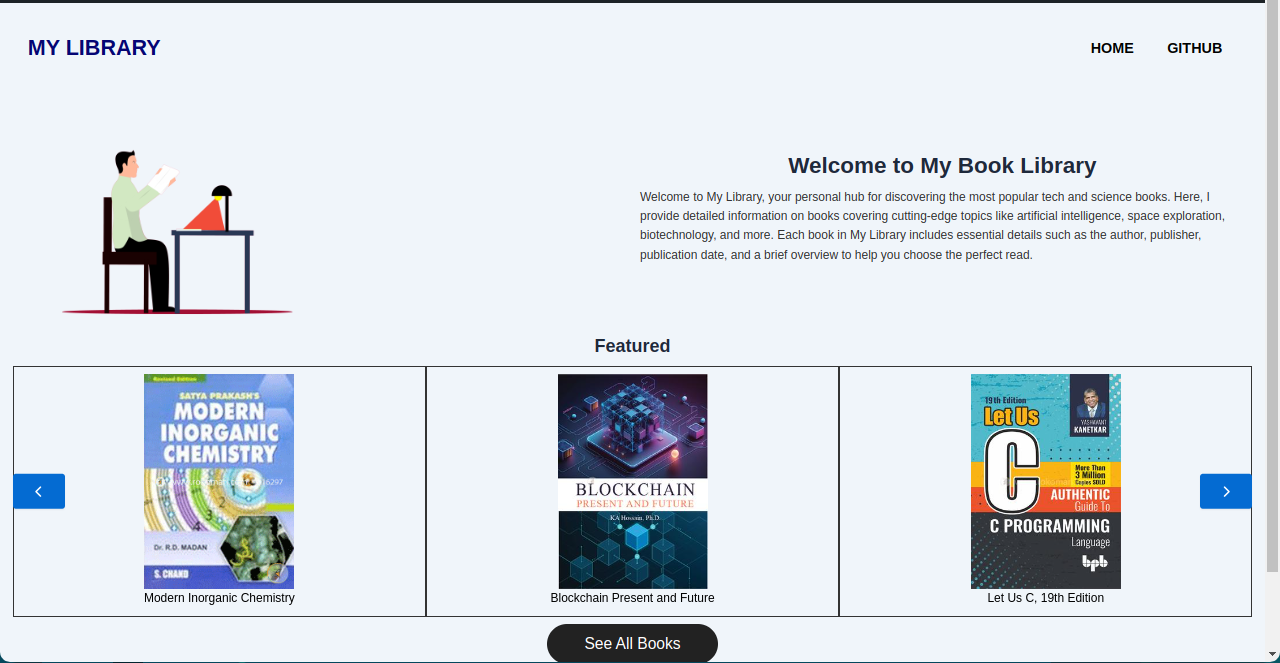 MY LIBRARY
HOME GITHUB
Welcome to My Book Library
Welcome to My Library, your personal hub for discovering the most popular tech and science books. Here, I
provide detailed information on books covering cutting-edge topics like artificial intelligence, space exploration,
biotechnology, and more. Each book in My Library includes essential details such as the author, publisher,
publication date, and a brief overview to help you choose the perfect read.
Featured
Revised Edition
SATYA PRAKASH'S
MODERN
INORGANIC
CHEMISTRY
Dr. R.D. MADAN
S. CHAND
Modern Inorganic Chemistry
BLOCKCHAIN
PRESENT AND FUTURE
KA Hossain, Ph.D.
Blockchain Present and Future
19th Edition
Let Us
C
YASHAVANT
KANETKAR
More Than
3 Million
Copies SOLD
AUTHENTIC
Guide To
C PROGRAMMING
Language
bpb
Let Us C, 19th Edition
See All Books